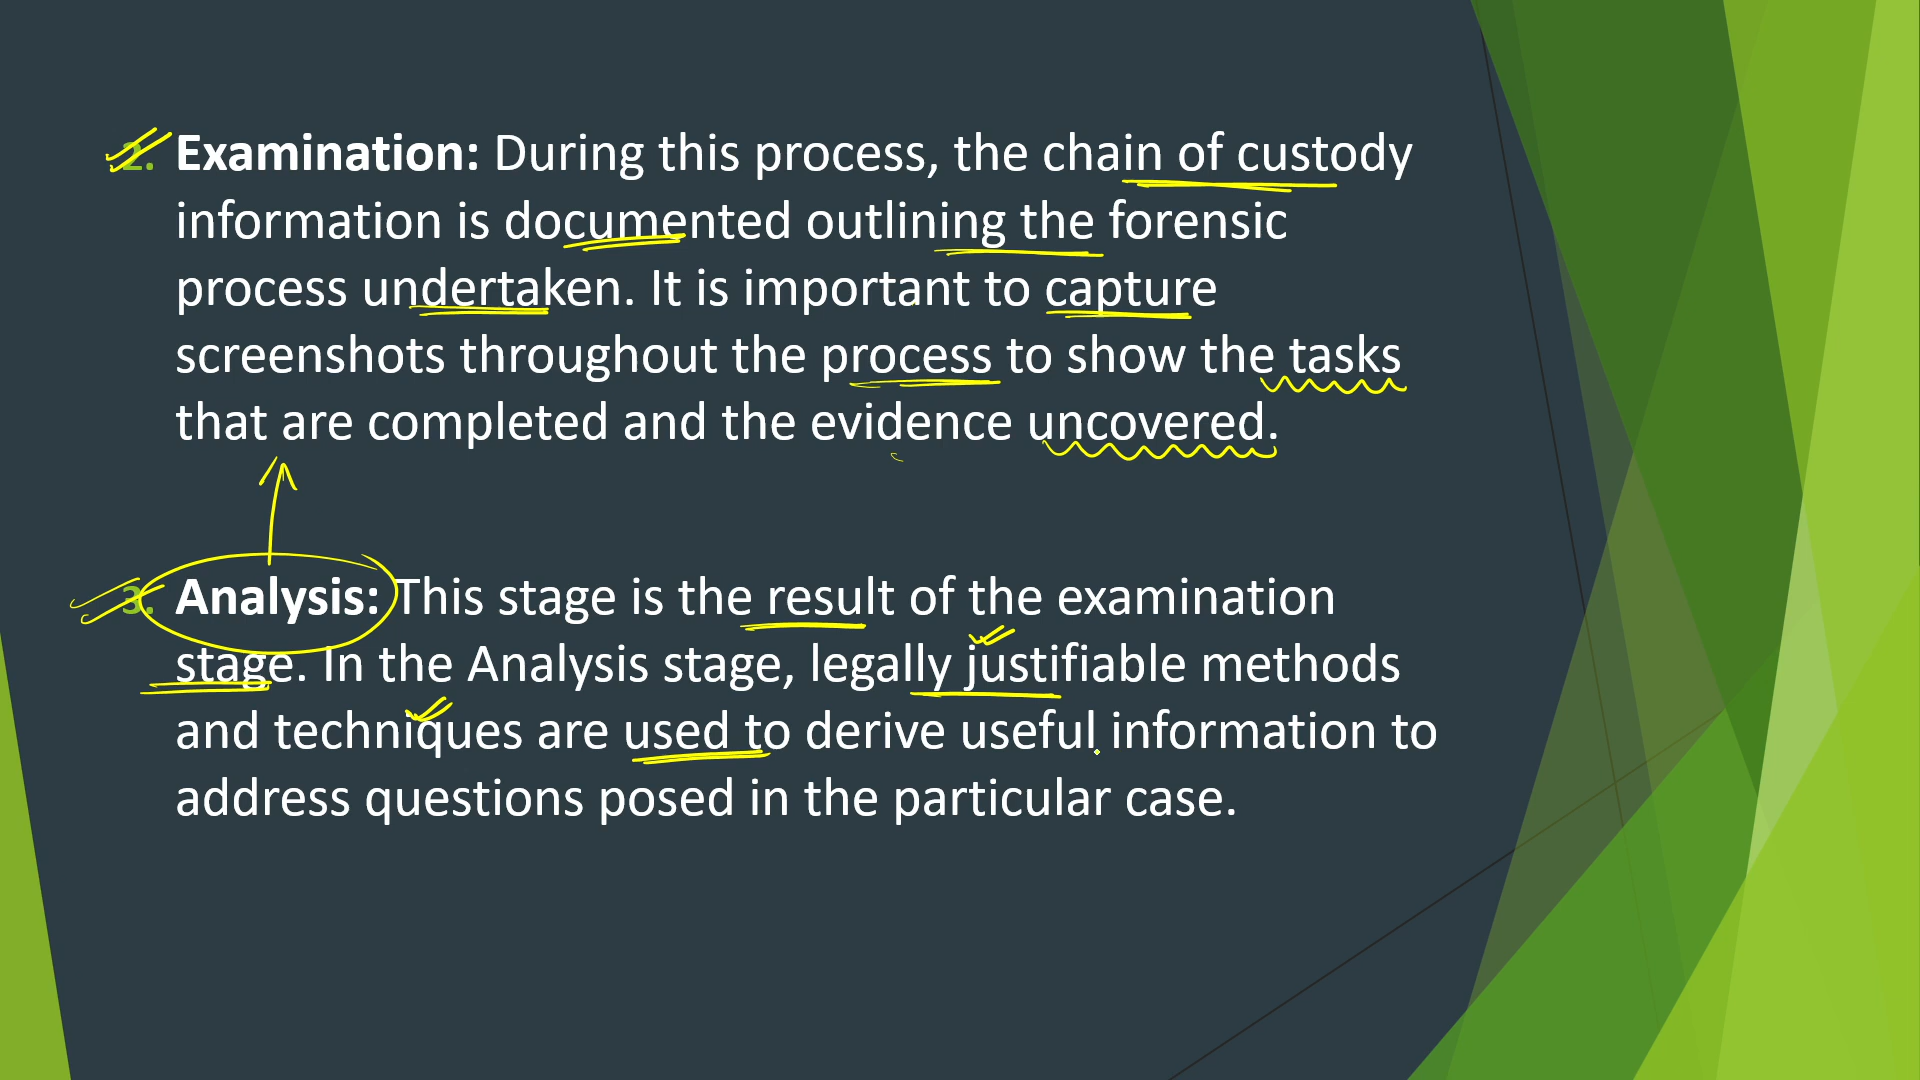 2. Examination: During this process, the chain of custody
information is documented outlining the forensic
process undertaken. It is important to capture
screenshots throughout the process to show the tasks
that are completed and the evidence uncovered.
3. Analysis: This stage is the result of the examination
stage. In the Analysis stage, legally justifiable methods
and techniques are used to derive useful information to
address questions posed in the particular case.